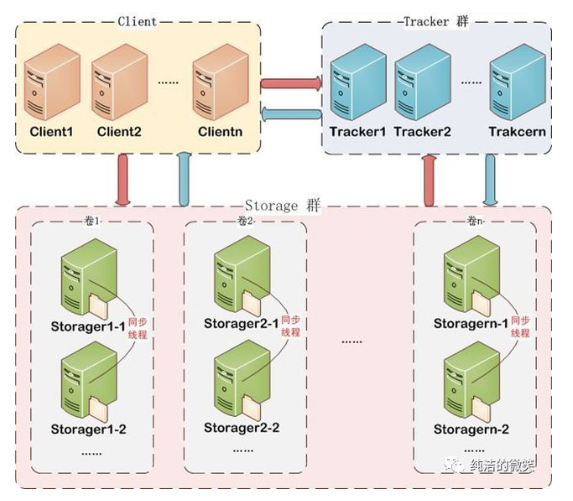 Client
Tracker 群
Client1
Client2
......
Clientn
Tracker1
Tracker2
......
Trakcern
Storage 群
卷1
卷2
卷n
Storager1-1
同步
线程
Storager1-2
......
Storager2-1
同步
线程
Storager2-2
......
......
Storagern-1
同步
线程
Storagern-2
......
纯洁的微笑